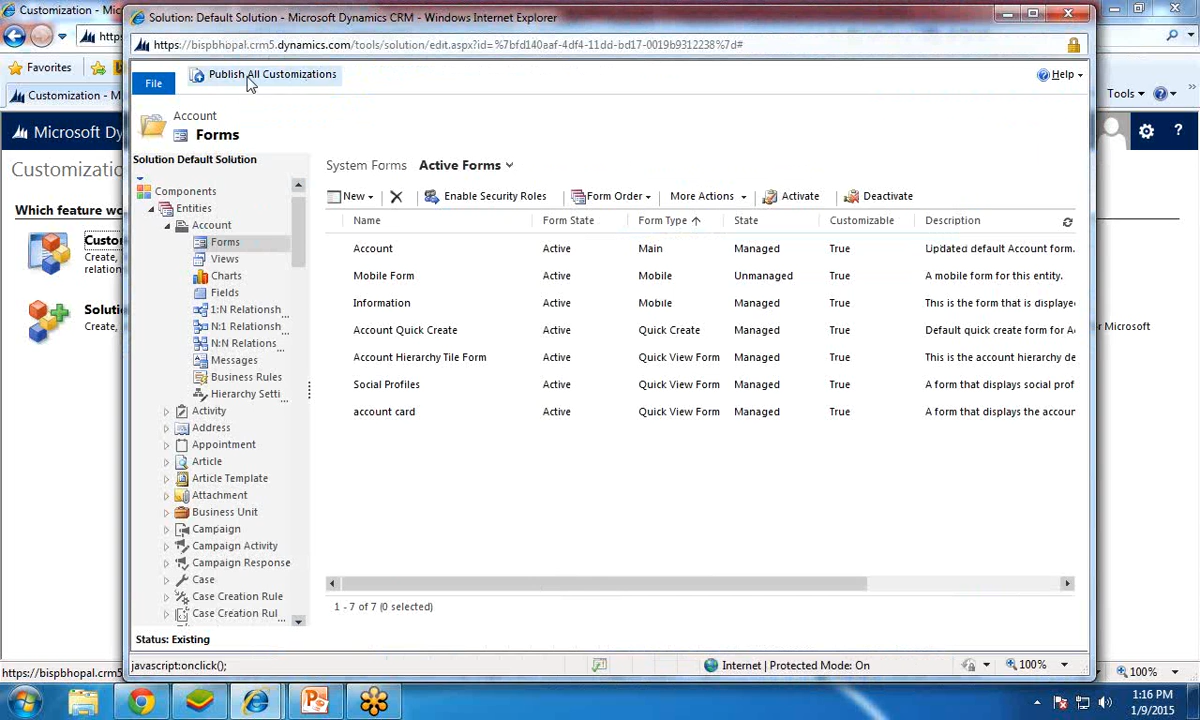 Customization - Mic
Solution: Default Solution - Microsoft Dynamics CRM - Windows Internet Explorer
https://bispbhopal.crm5.dynamics.com/tools/solution/edit.aspx?id=%7bfd140aaf-4df4-11dd-bd17-0019b9312238%7d#
Favorites
Customization - M
Tools
Microsoft Dy
Customizatio
Which feature wo
Custo
Create,
relation
Solutio
Create,
r Microsoft
File
Publish All Customizations
Help
Account
Forms
Solution Default Solution
Components
Entities
Account
Forms
Views
Charts
Fields
1:N Relationsh...
N:1 Relationsh...
N:N Relations...
Messages
Business Rules
Hierarchy Setti...
Activity
Address
Appointment
Article
Article Template
Attachment
Business Unit
Campaign
Campaign Activity
Campaign Response
Case
Case Creation Rule
Case Creation Rul...
System Forms Active Forms
New Enable Security Roles Form Order More Actions Activate Deactivate
Name Form State Form Type State Customizable Description
Account Active Main Managed True Updated default Account form.
Mobile Form Active Mobile Unmanaged True A mobile form for this entity.
Information Active Mobile Managed True This is the form that is displaye
Account Quick Create Active Quick Create Managed True Default quick create form for A
Account Hierarchy Tile Form Active Quick View Form Managed True This is the account hierarchy de
Social Profiles Active Quick View Form Managed True A form that displays social prof
account card Active Quick View Form Managed True A form that displays the accoun
1 - 7 of 7 (0 selected)
Status: Existing
javascript:onclick();
Internet | Protected Mode: On
100%
https://bispbhopal.crm5
100%
1:16 PM
1/9/2015